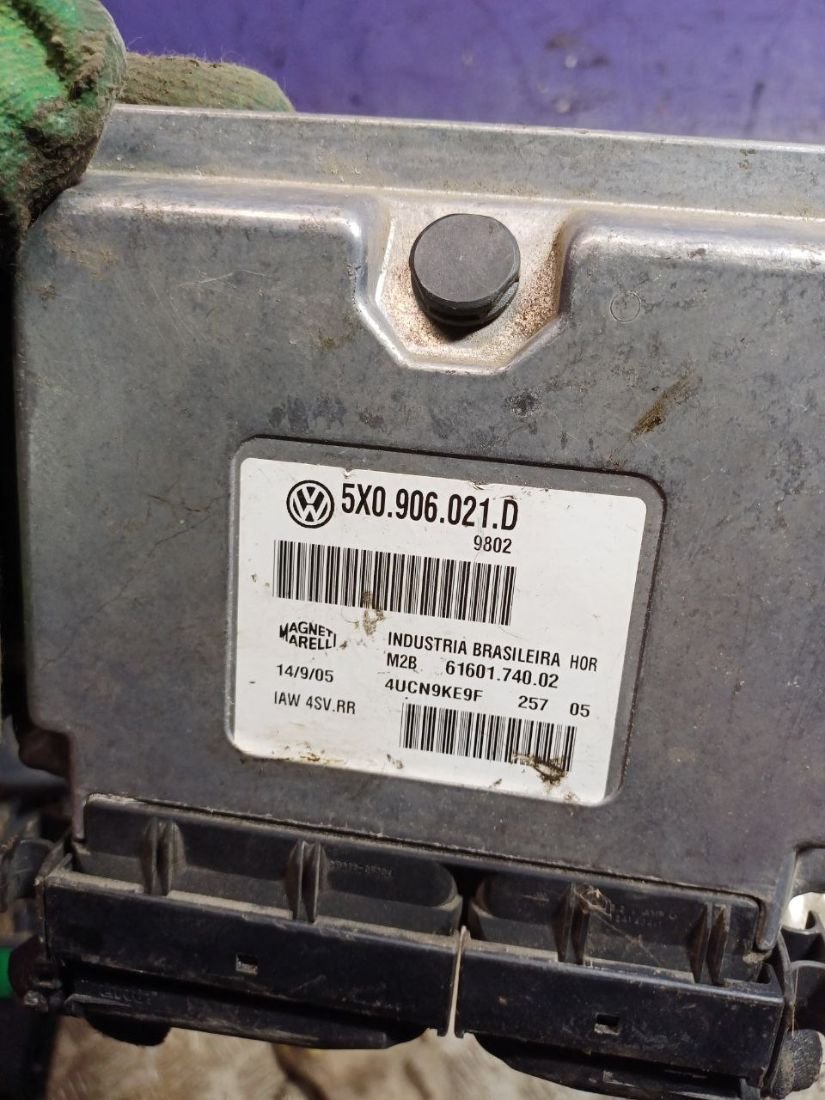 5X0.906.021.D
9802
MAGNETI
MARELLI
INDUSTRIA BRASILEIRA HOR
M2B 61601.740.02
14/9/05
4UCN9KE9F 257 05
IAW 4SV.RR